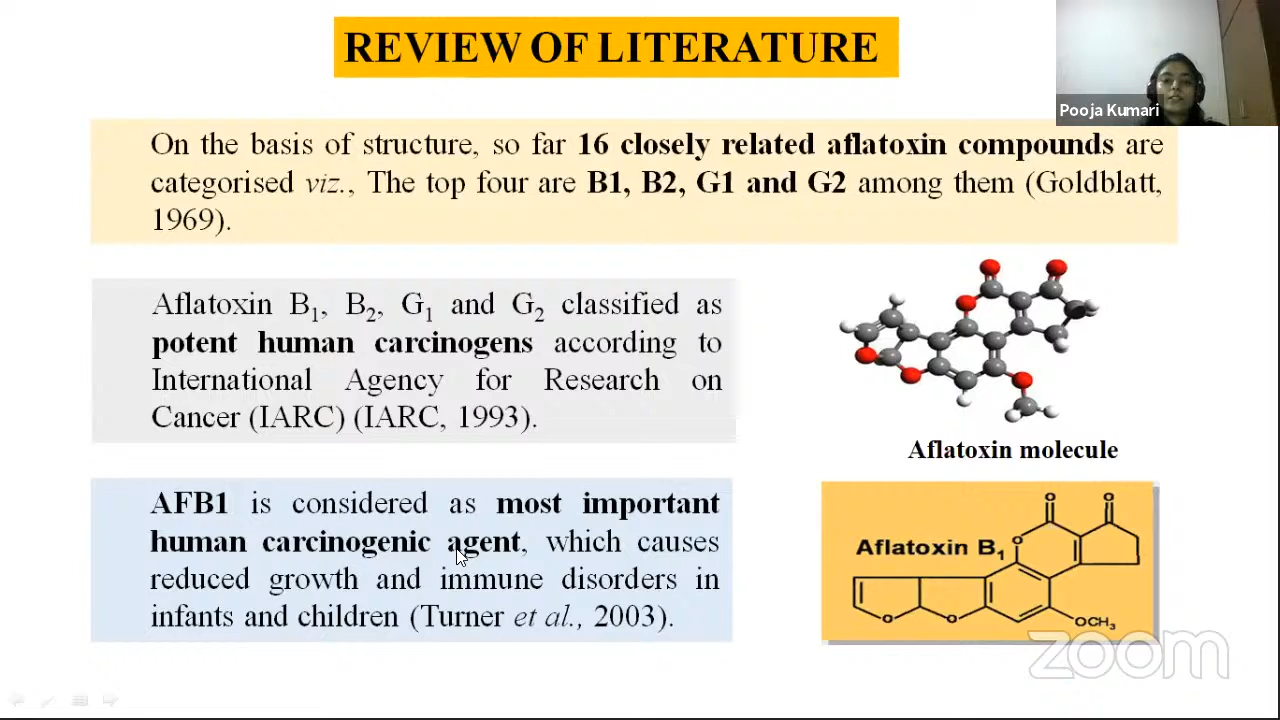 REVIEW OF LITERATURE
Pooja Kumari
On the basis of structure, so far 16 closely related aflatoxin compounds are
categorised viz., The top four are B1, B2, G1 and G2 among them (Goldblatt,
1969).
Aflatoxin B1, B2, G1 and G2 classified as
potent human carcinogens according to
International Agency for Research on
Cancer (IARC) (IARC, 1993).
Aflatoxin molecule
AFB1 is considered as most important
human carcinogenic agent, which causes
reduced growth and immune disorders in
infants and children (Turner et al., 2003).
O O
Aflatoxin B1 O
O O OCH3
zoom